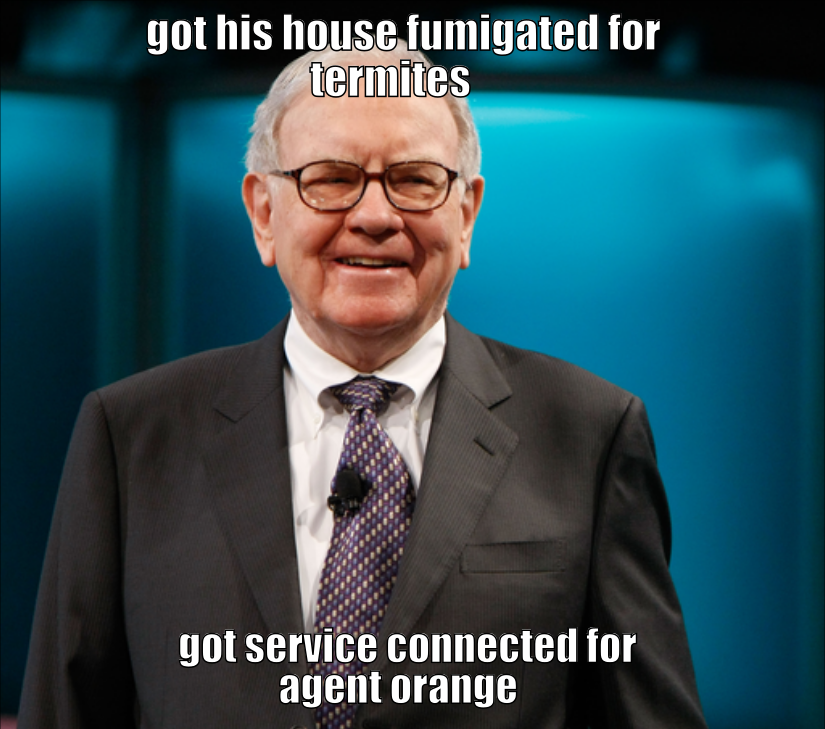 got his house fumigated for
termites
got service connected for
agent orange